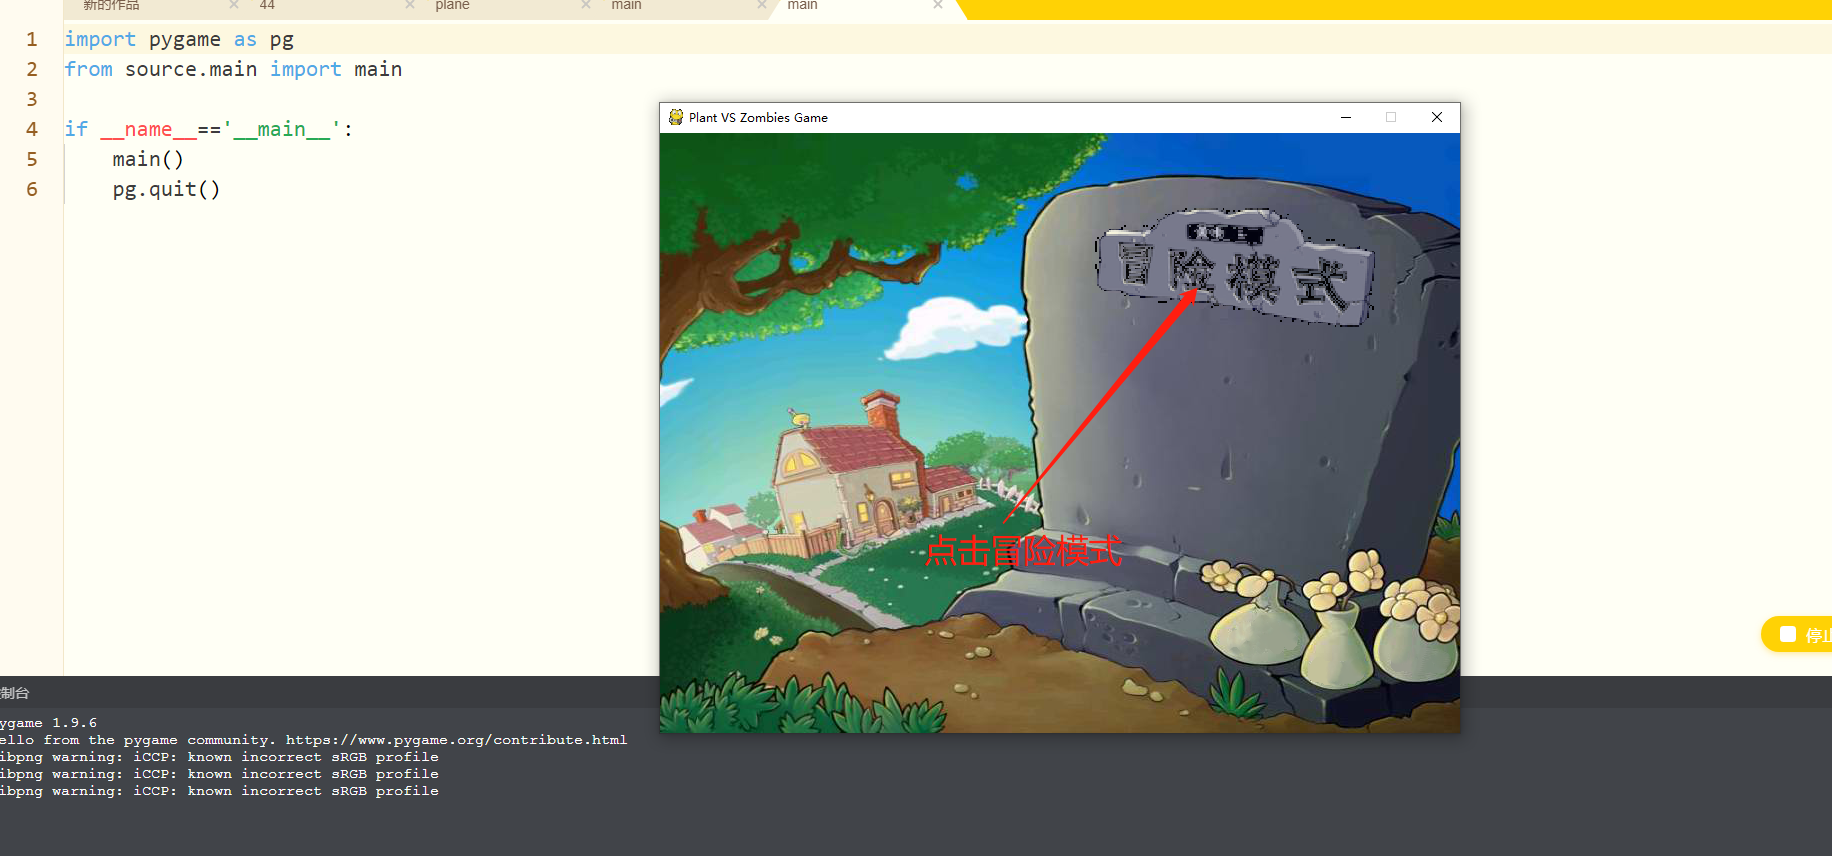 新的作品
44
plane
main
main
1 import pygame as pg
2 from source.main import main
3
4 if __name__=='__main__':
5     main()
6     pg.quit()
Plant VS Zombies Game
冒险模式
点击冒险模式
停止
制台
ygame 1.9.6
ello from the pygame community. https://www.pygame.org/contribute.html
ibpng warning: iCCP: known incorrect sRGB profile
ibpng warning: iCCP: known incorrect sRGB profile
ibpng warning: iCCP: known incorrect sRGB profile